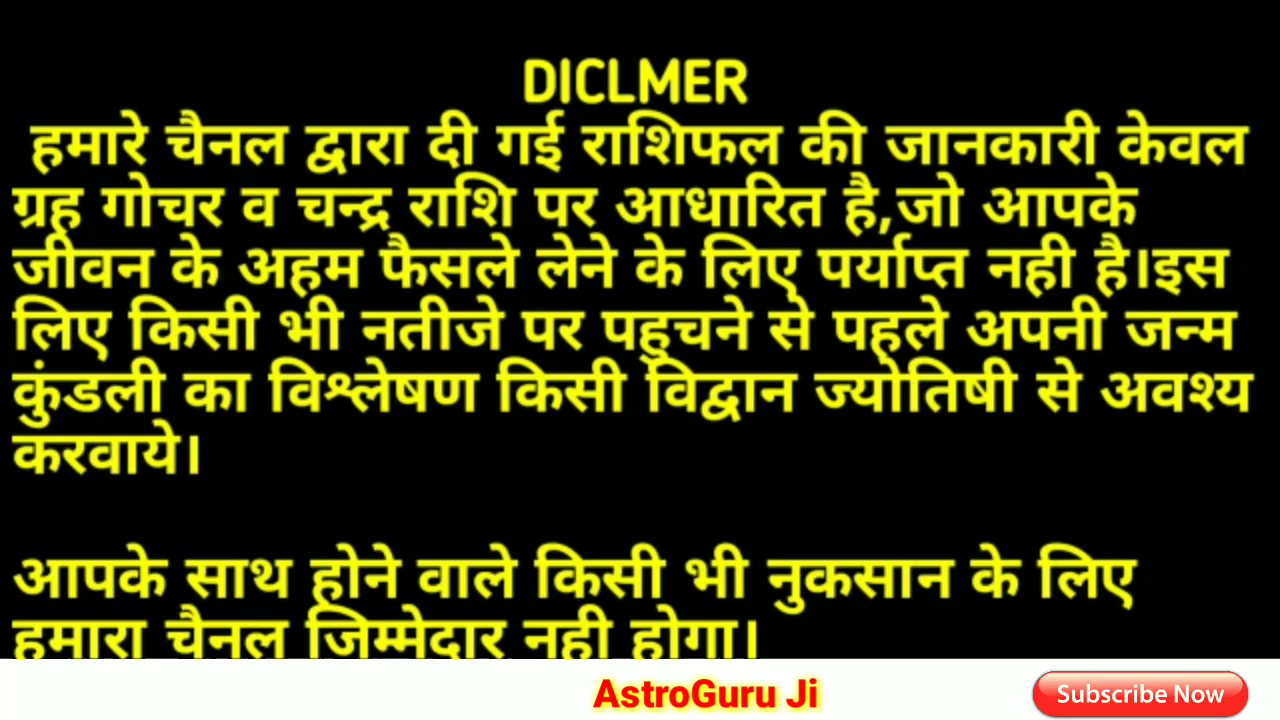 DICLMER
हमारे चैनल द्वारा दी गई राशिफल की जानकारी केवल
ग्रह गोचर व चन्द्र राशि पर आधारित है,जो आपके
जीवन के अहम फैसले लेने के लिए पर्याप्त नही है।इस
लिए किसी भी नतीजे पर पहुचने से पहले अपनी जन्म
कुंडली का विश्लेषण किसी विद्वान ज्योतिषी से अवश्य
करवाये।
आपके साथ होने वाले किसी भी नुकसान के लिए
हमारा चैनल जिम्मेदार नही होगा।
AstroGuru Ji
Subscribe Now